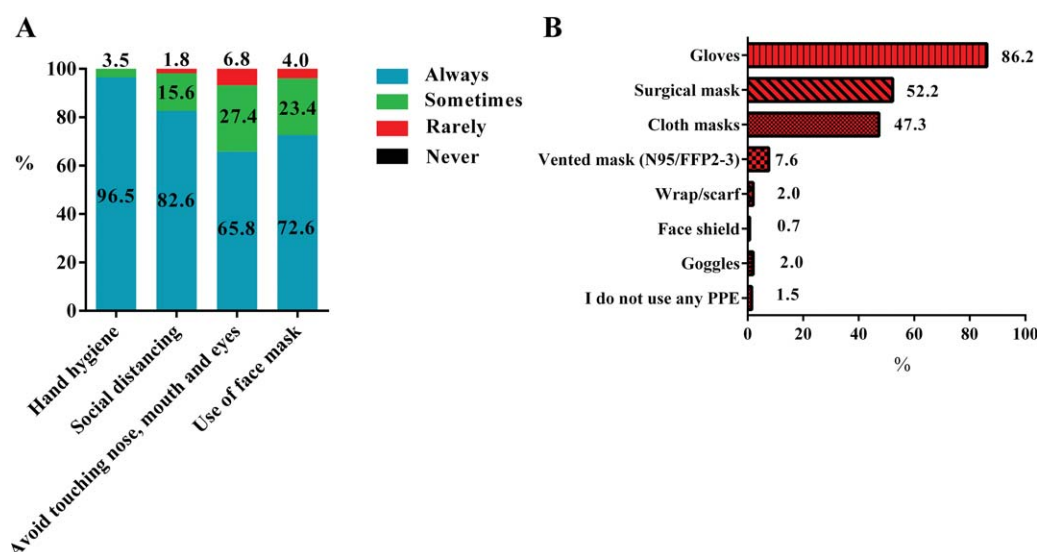 A
3.5 1.8 6.8 4.0
100
80
60
40
20
0
%
15.6
27.4
23.4
96.5
82.6
65.8
72.6
Always
Sometimes
Rarely
Never
Hand hygiene
Social distancing
Avoid touching nose, mouth and eyes
Use of face mask
B
Gloves 86.2
Surgical mask 52.2
Cloth masks 47.3
Vented mask (N95/FFP2-3) 7.6
Wrap/scarf 2.0
Face shield 0.7
Goggles 2.0
I do not use any PPE 1.5
0 20 40 60 80 100
%